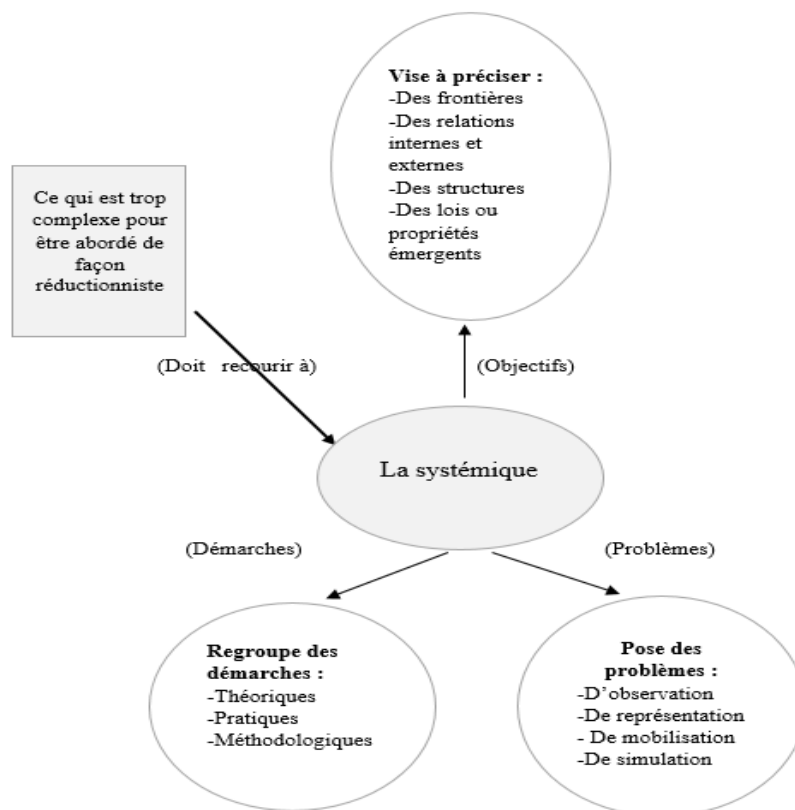 Vise à préciser :
-Des frontières
-Des relations
internes et
externes
-Des structures
-Des lois ou
propriétés
émergents
Ce qui est trop
complexe pour
être abordé de
façon
réductionniste
(Doit recourir à)
(Objectifs)
La systémique
(Démarches)
(Problèmes)
Regroupe des
démarches :
-Théoriques
-Pratiques
-Méthodologiques
Pose des
problèmes :
-D’observation
-De représentation
- De mobilisation
-De simulation